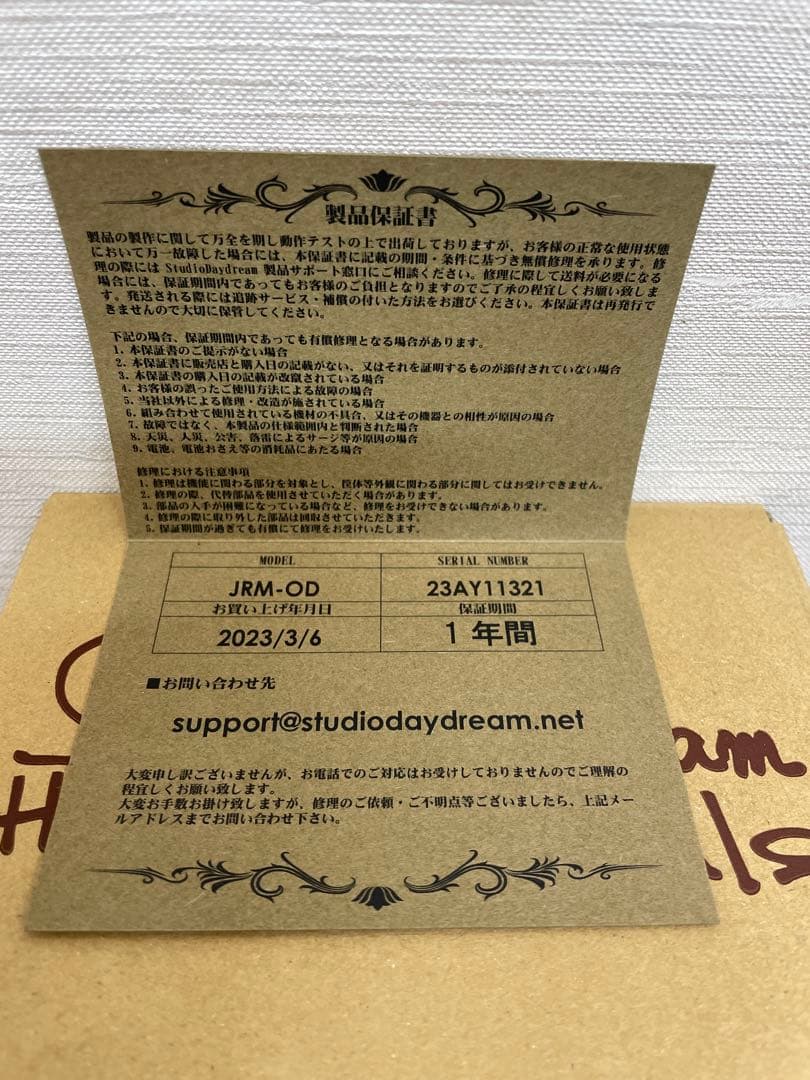 製品保証書
製品の製作に関して万全を期し動作テストの上で出荷しておりますが、お客様の正常な使用状態
において万一故障した場合には、本保証書に記載の期間・条件に基づき無償修理を承ります。修
理の際には StudioDaydream 製品サポート窓口にご相談ください。修理に際して送料が必要になる
場合には、保証期間内であってもお客様のご負担となりますのでご了承の程宜しくお願い致しま
す。発送される際には追跡サービス・補償の付いた方法をお選びください。本保証書は再発行で
きませんので大切に保管してください。
下記の場合、保証期間内であっても有償修理となる場合があります。
1. 本保証書のご提示がない場合
2. 本保証書に販売店と購入日の記載がない、又はそれを証明するものが添付されていない場合
3. 本保証書の購入日の記載が改竄されている場合
4. お客様の誤ったご使用方法による故障の場合
5. 当社以外による修理・改造が施されている場合
6. 組み合わせて使用されている機材の不具合、又はその機器との相性が原因の場合
7. 故障ではなく、本製品の仕様範囲内と判断された場合
8. 天災、人災、公害、落雷によるサージ等が原因の場合
9. 電池、電池おさえ等の消耗品にあたる場合
修理における注意事項
1. 修理は機能に関わる部分を対象とし、筐体等外観に関わる部分に関してはお受けできません。
2. 修理の際、代替部品を使用させていただく場合があります。
3. 部品の入手が困難になっている場合など、修理をお受けできない場合があります。
4. 修理の際に取り外した部品は回収させていただきます。
5. 保証期間が過ぎても有償にて修理をお受けいたします。
MODEL SERIAL NUMBER
JRM-OD 23AY11321
お買い上げ年月日 保証期間
2023/3/6 1年間
■お問い合わせ先
support@studiodaydream.net
大変申し訳ございませんが、お電話でのご対応はお受けしておりませんのでご理解の
程宜しくお願い致します。
大変お手数お掛け致しますが、修理のご依頼・ご不明点等ございましたら、上記メー
ルアドレスまでお問い合わせ下さい。
am